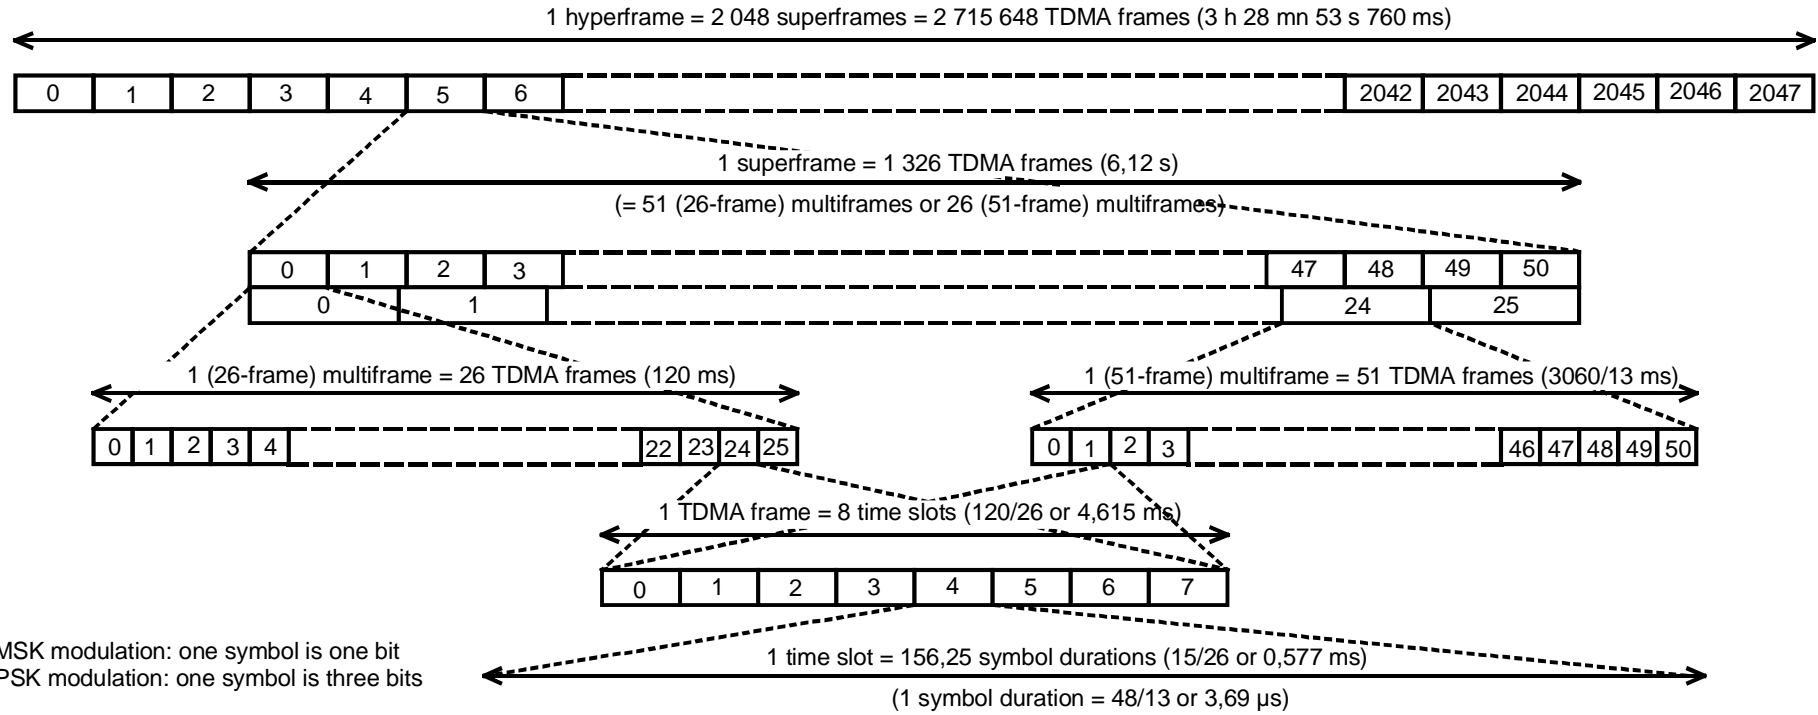 1 hyperframe = 2 048 superframes = 2 715 648 TDMA frames (3 h 28 mn 53 s 760 ms)
0 1 2 3 4 5 6 2042 2043 2044 2045 2046 2047
1 superframe = 1 326 TDMA frames (6,12 s)
(= 51 (26-frame) multiframes or 26 (51-frame) multiframes)
0 1 2 3 47 48 49 50
0 1 24 25
1 (26-frame) multiframe = 26 TDMA frames (120 ms)
1 (51-frame) multiframe = 51 TDMA frames (3060/13 ms)
0 1 2 3 4 22 23 24 25
0 1 2 3 46 47 48 49 50
1 TDMA frame = 8 time slots (120/26 or 4,615 ms)
0 1 2 3 4 5 6 7
MSK modulation: one symbol is one bit
PSK modulation: one symbol is three bits
1 time slot = 156,25 symbol durations (15/26 or 0,577 ms)
(1 symbol duration = 48/13 or 3,69 µs)